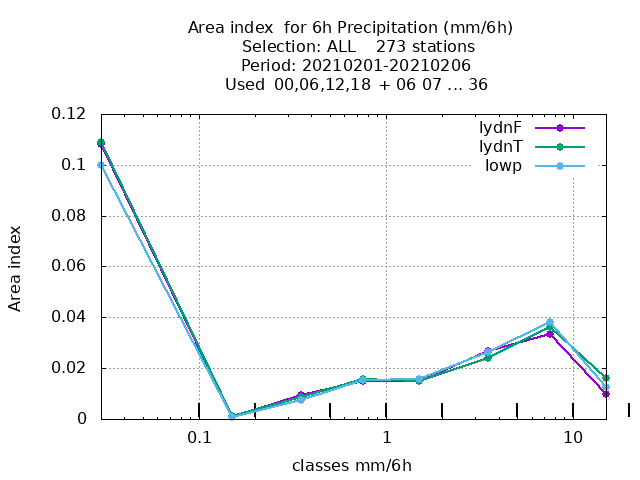 Area index  for 6h Precipitation (mm/6h)
Selection: ALL    273 stations
Period: 20210201-20210206
Used  00,06,12,18  + 06 07 ... 36
lydnF
lydnT
lowp
0.12
0.1
0.08
0.06
0.04
0.02
0
Area index
0.1
1
10
classes mm/6h